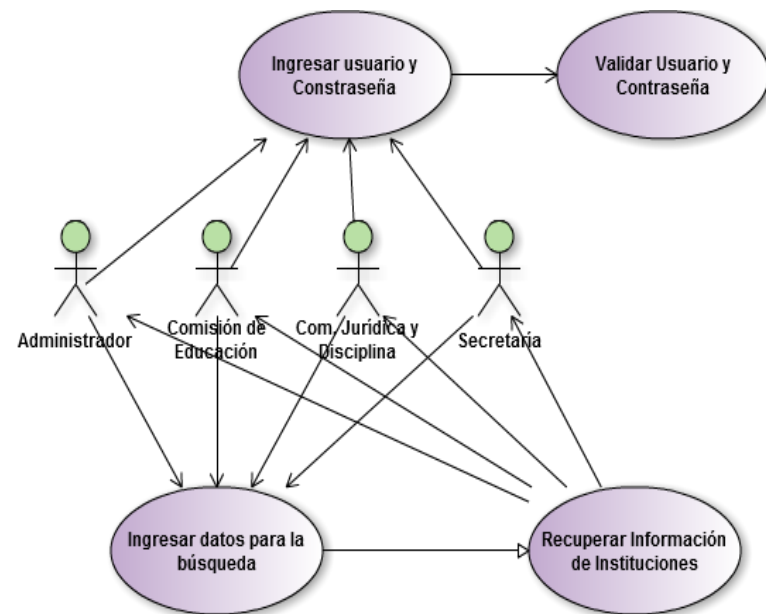 Ingresar usuario y
Constraseña
Validar Usuario y
Contraseña
Administrador
Comisión de
Educación
Com. Jurídica y
Disciplina
Secretaría
Ingresar datos para la
búsqueda
Recuperar Información
de Instituciones